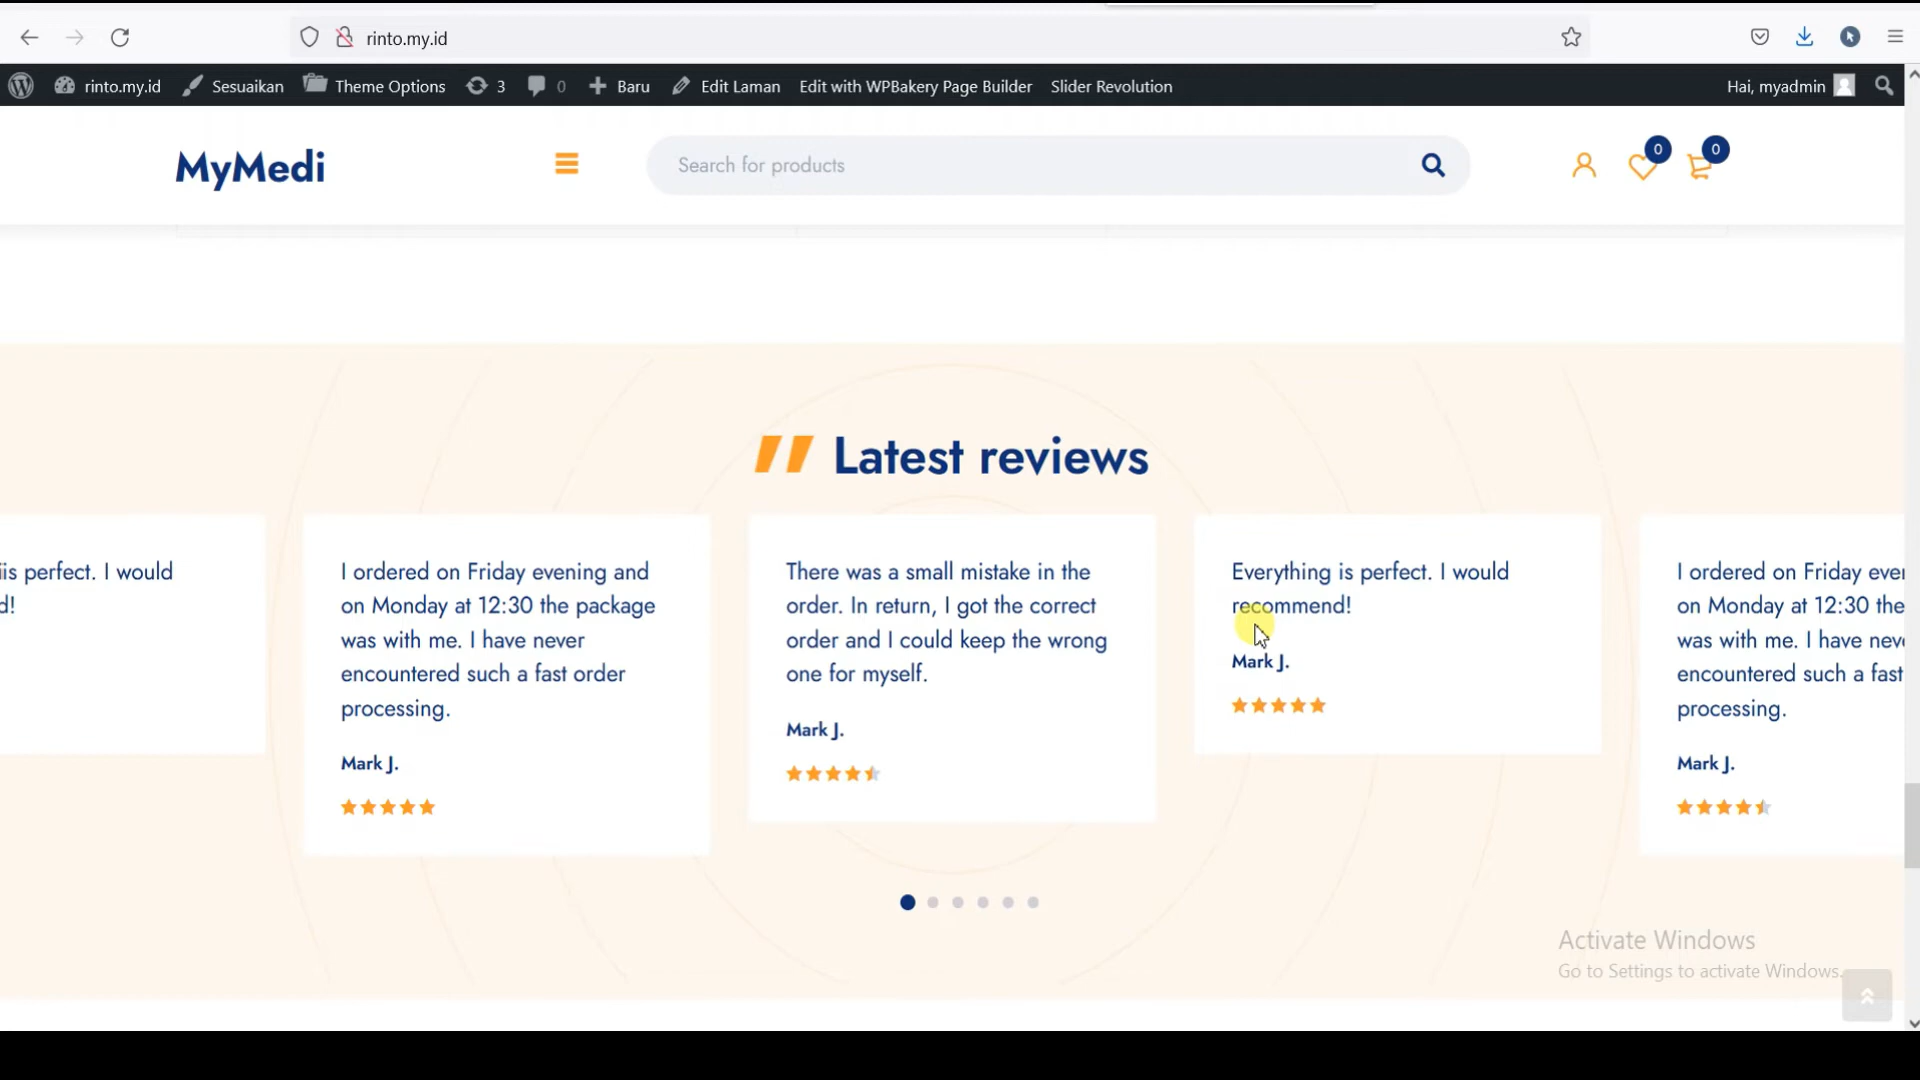 rinto.my.id
rinto.my.id Sesuaikan Theme Options 3 0 Baru Edit Laman Edit with WPBakery Page Builder Slider Revolution Hai, myadmin
MyMedi Search for products 0 0
Latest reviews
is perfect. I would
d!
I ordered on Friday evening and
on Monday at 12:30 the package
was with me. I have never
encountered such a fast order
processing.
Mark J.
There was a small mistake in the
order. In return, I got the correct
order and I could keep the wrong
one for myself.
Mark J.
Everything is perfect. I would
recommend!
Mark J.
I ordered on Friday eve
on Monday at 12:30 the
was with me. I have nev
encountered such a fast
processing.
Mark J.
Activate Windows
Go to Settings to activate Windows.